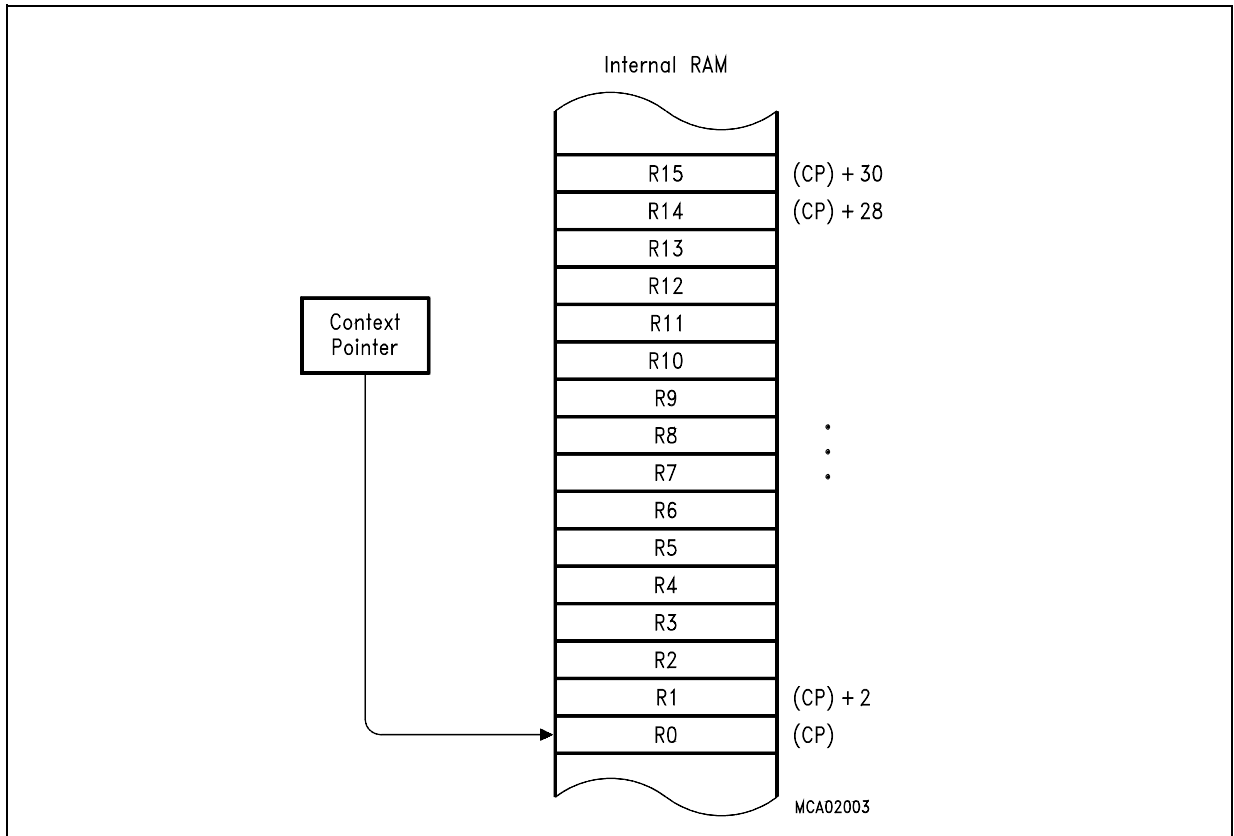 Internal RAM
R15 (CP) + 30
R14 (CP) + 28
R13
R12
Context
Pointer
R11
R10
R9
R8
R7
R6
R5
R4
R3
R2
R1 (CP) + 2
R0 (CP)
MCA02003